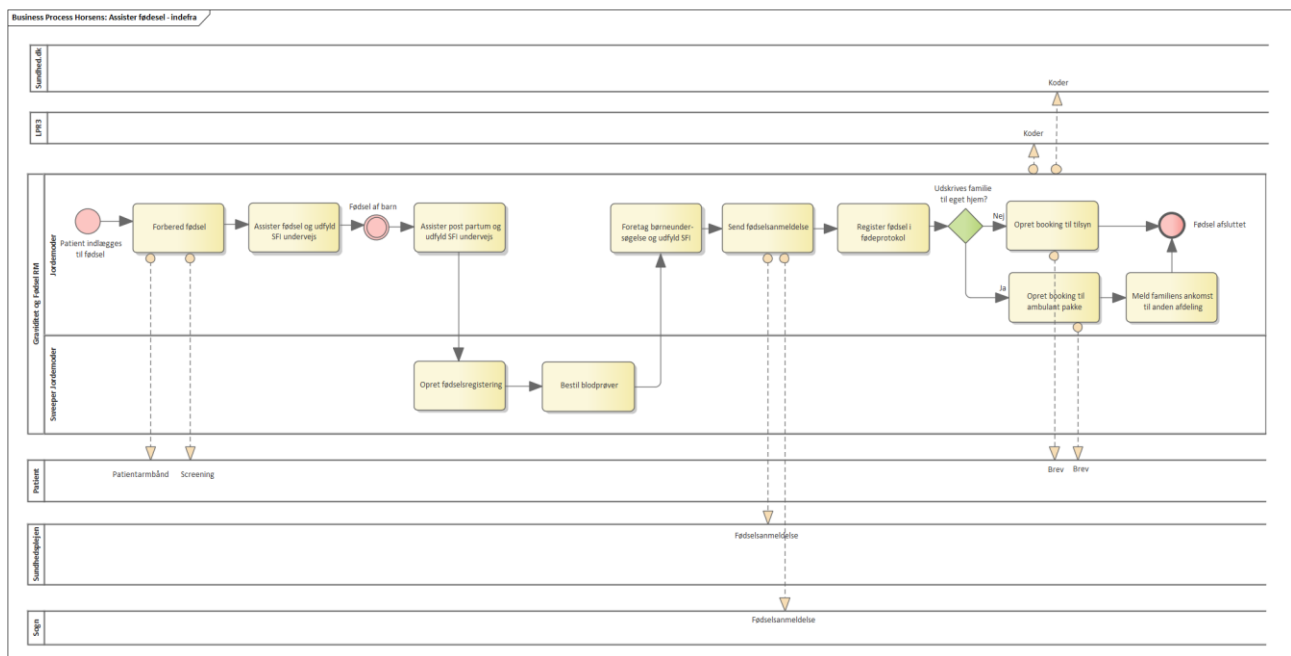 Business Process Horsens: Assister fødesel - indefra
Sundhed.dk
Koder
LPR3
Koder
Graviditet og Fødsel RM
Jordemoder
Patient indlægges
til fødsel
Forbered fødsel
Assister fødsel og udfyld
SFI undervejs
Fødsel af barn
Assister post partum og
udfyld SFI undervejs
Foretag børneunder-
søgelse og udfyld SFI
Send fødselsanmeldelse
Register fødsel i
fødeprotokol
Udskrives familie
til eget hjem?
Nej
Opret booking til tilsyn
Fødsel afsluttet
Ja
Opret booking til
ambulant pakke
Meld familiens ankomst
til anden afdeling
Sweeper Jordemoder
Opret fødselsregistering
Bestil blodprøver
Patient
Patientarmbånd
Screening
Brev
Brev
Sundhedsplejen
Fødselsanmeldelse
Sogn
Fødselsanmeldelse